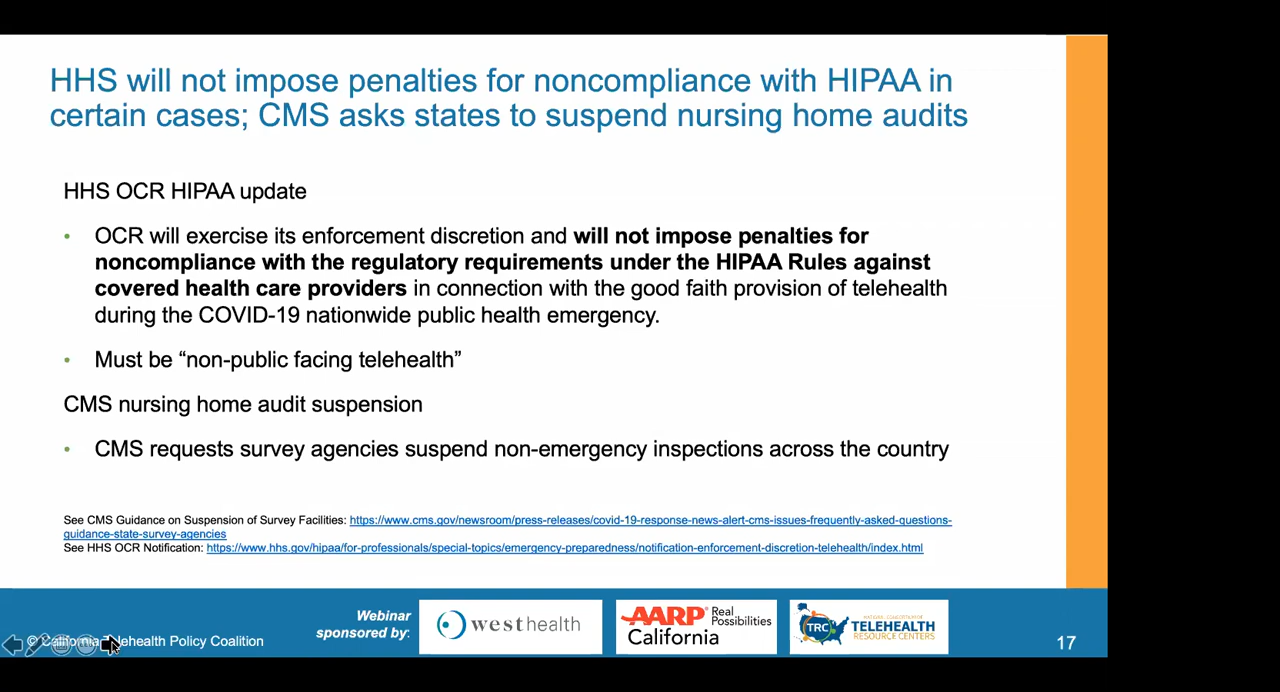 HHS will not impose penalties for noncompliance with HIPAA in
certain cases; CMS asks states to suspend nursing home audits
HHS OCR HIPAA update
• OCR will exercise its enforcement discretion and will not impose penalties for
noncompliance with the regulatory requirements under the HIPAA Rules against
covered health care providers in connection with the good faith provision of telehealth
during the COVID-19 nationwide public health emergency.
• Must be “non-public facing telehealth”
CMS nursing home audit suspension
• CMS requests survey agencies suspend non-emergency inspections across the country
See CMS Guidance on Suspension of Survey Facilities: https://www.cms.gov/newsroom/press-releases/covid-19-response-news-alert-cms-issues-frequently-asked-questions-
guidance-state-survey-agencies
See HHS OCR Notification: https://www.hhs.gov/hipaa/for-professionals/special-topics/emergency-preparedness/notification-enforcement-discretion-telehealth/index.html
© California Telehealth Policy Coalition
Webinar
sponsored by:
westhealth
AARP® Real
Possibilities
California
TRC
NATIONAL CONSORTIUM OF
TELEHEALTH
RESOURCE CENTERS
17